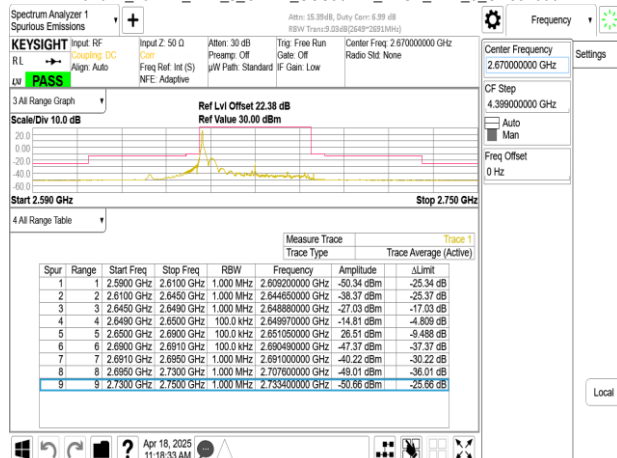 Spectrum Analyzer 1
Spurious Emissions
Attn: 15.39dB, Duty Corr: 6.99 dB
RBW Trans:9.03dB(2649~2691MHz)
Frequency
KEYSIGHT
RL
LXI PASS
Input: RF
Coupling: DC
Align: Auto
Input Z: 50 Ω
Corr
Freq Ref: Int (S)
NFE: Adaptive
Atten: 30 dB
Preamp: Off
µW Path: Standard
Trig: Free Run
Gate: Off
IF Gain: Low
Center Freq: 2.670000000 GHz
Radio Std: None
Center Frequency
2.670000000 GHz
Settings
CF Step
4.399000000 GHz
Auto
Man
Freq Offset
0 Hz
3 All Range Graph
Scale/Div 10.0 dB
Ref Lvl Offset 22.38 dB
Ref Value 30.00 dBm
20.0
0.00
-20.0
-40.0
-60.0
Start 2.590 GHz
Stop 2.750 GHz
4 All Range Table
Measure Trace Trace 1
Trace Type Trace Average (Active)
Spur Range Start Freq Stop Freq RBW Frequency Amplitude ΔLimit
1 1 2.5900 GHz 2.6100 GHz 1.000 MHz 2.609200000 GHz -50.34 dBm -25.34 dB
2 2 2.6100 GHz 2.6450 GHz 1.000 MHz 2.644650000 GHz -38.37 dBm -25.37 dB
3 3 2.6450 GHz 2.6490 GHz 1.000 MHz 2.648880000 GHz -27.03 dBm -17.03 dB
4 4 2.6490 GHz 2.6500 GHz 100.0 kHz 2.649970000 GHz -14.81 dBm -4.809 dB
5 5 2.6500 GHz 2.6900 GHz 100.0 kHz 2.651050000 GHz 26.51 dBm -9.488 dB
6 6 2.6900 GHz 2.6910 GHz 100.0 kHz 2.690490000 GHz -47.37 dBm -37.37 dB
7 7 2.6910 GHz 2.6950 GHz 1.000 MHz 2.691000000 GHz -40.22 dBm -30.22 dB
8 8 2.6950 GHz 2.7300 GHz 1.000 MHz 2.707600000 GHz -49.01 dBm -36.01 dB
9 9 2.7300 GHz 2.7500 GHz 1.000 MHz 2.733400000 GHz -50.66 dBm -25.66 dB
Local
Apr 18, 2025
11:18:33 AM